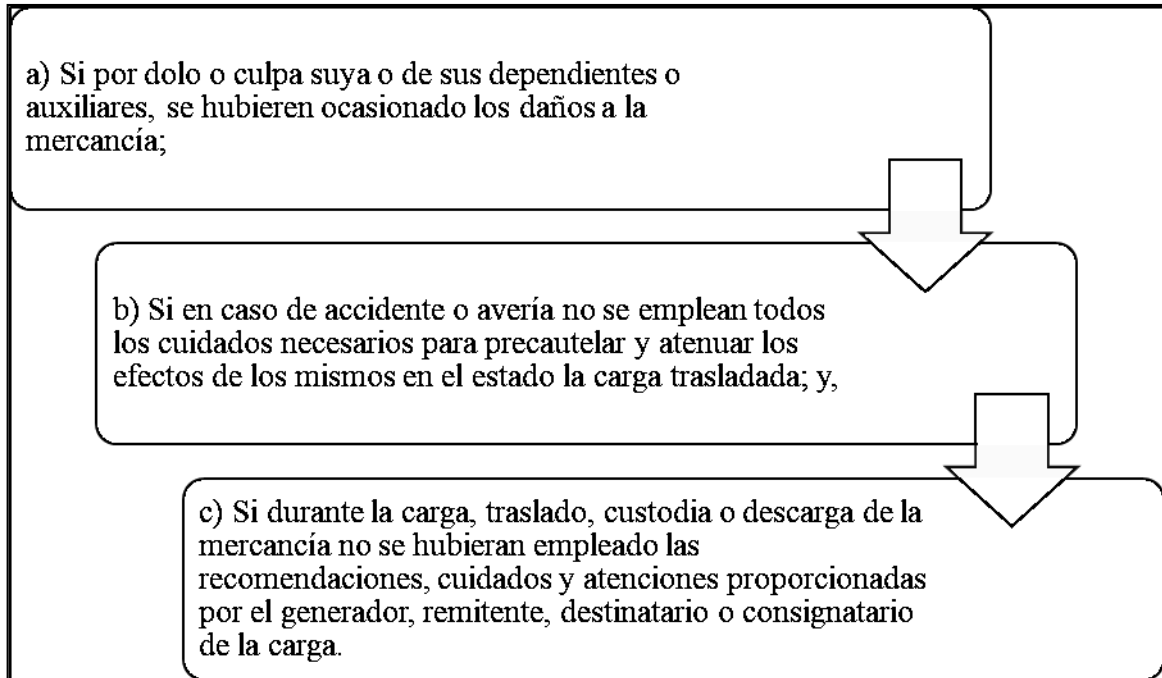 a) Si por dolo o culpa suya o de sus dependientes o
auxiliares, se hubieren ocasionado los daños a la
mercancía;
b) Si en caso de accidente o avería no se emplean todos
los cuidados necesarios para precautelar y atenuar los
efectos de los mismos en el estado la carga trasladada; y,
c) Si durante la carga, traslado, custodia o descarga de la
mercancía no se hubieran empleado las
recomendaciones, cuidados y atenciones proporcionadas
por el generador, remitente, destinatario o consignatario
de la carga.